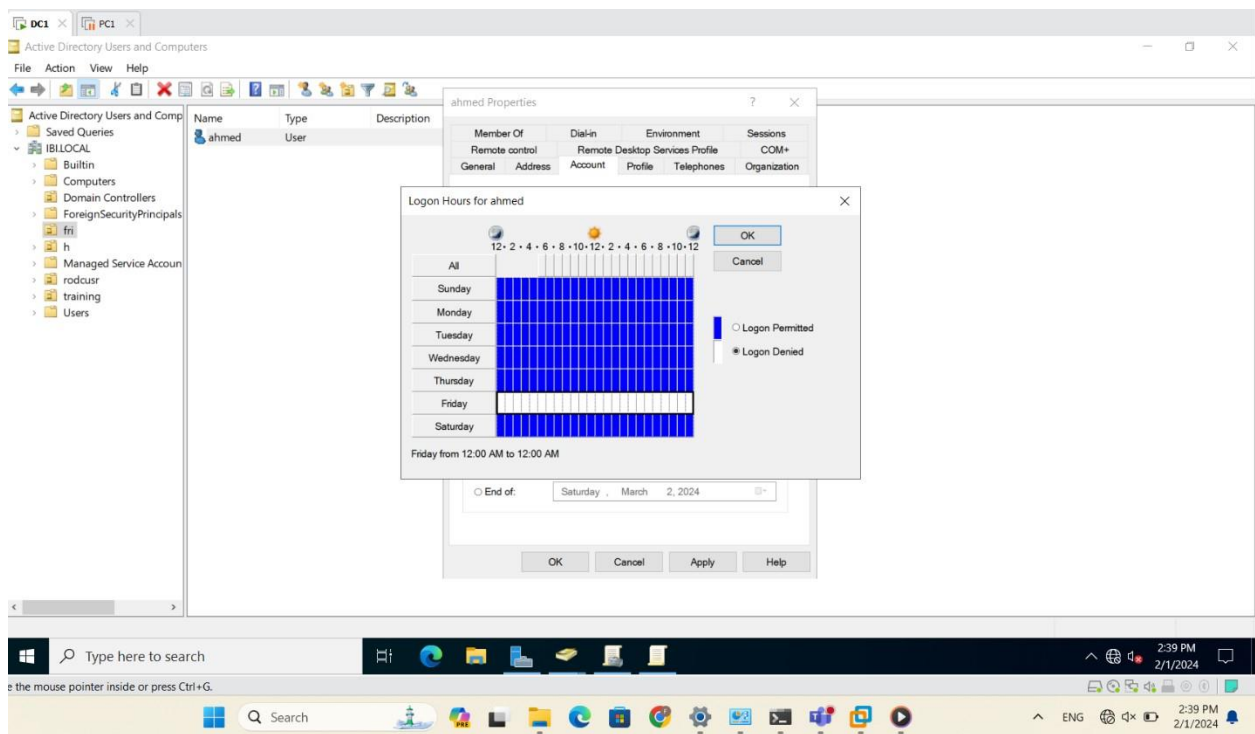 DC1 PC1
Active Directory Users and Computers
File Action View Help
Active Directory Users and Comp
Saved Queries
IBI.LOCAL
Builtin
Computers
Domain Controllers
ForeignSecurityPrincipals
fri
h
Managed Service Accoun
rodcusr
training
Users
Name Type Description
ahmed User
ahmed Properties
Member Of Dial-in Environment Sessions
Remote control Remote Desktop Services Profile COM+
General Address Account Profile Telephones Organization
Logon Hours for ahmed
12 · 2 · 4 · 6 · 8 · 10 · 12 · 2 · 4 · 6 · 8 · 10 · 12
All
Sunday
Monday
Tuesday
Wednesday
Thursday
Friday
Saturday
OK
Cancel
Logon Permitted
Logon Denied
Friday from 12:00 AM to 12:00 AM
End of: Saturday , March 2, 2024
OK Cancel Apply Help
Type here to search
2:39 PM
2/1/2024
e the mouse pointer inside or press Ctrl+G.
Search
PRE
ENG
2:39 PM
2/1/2024